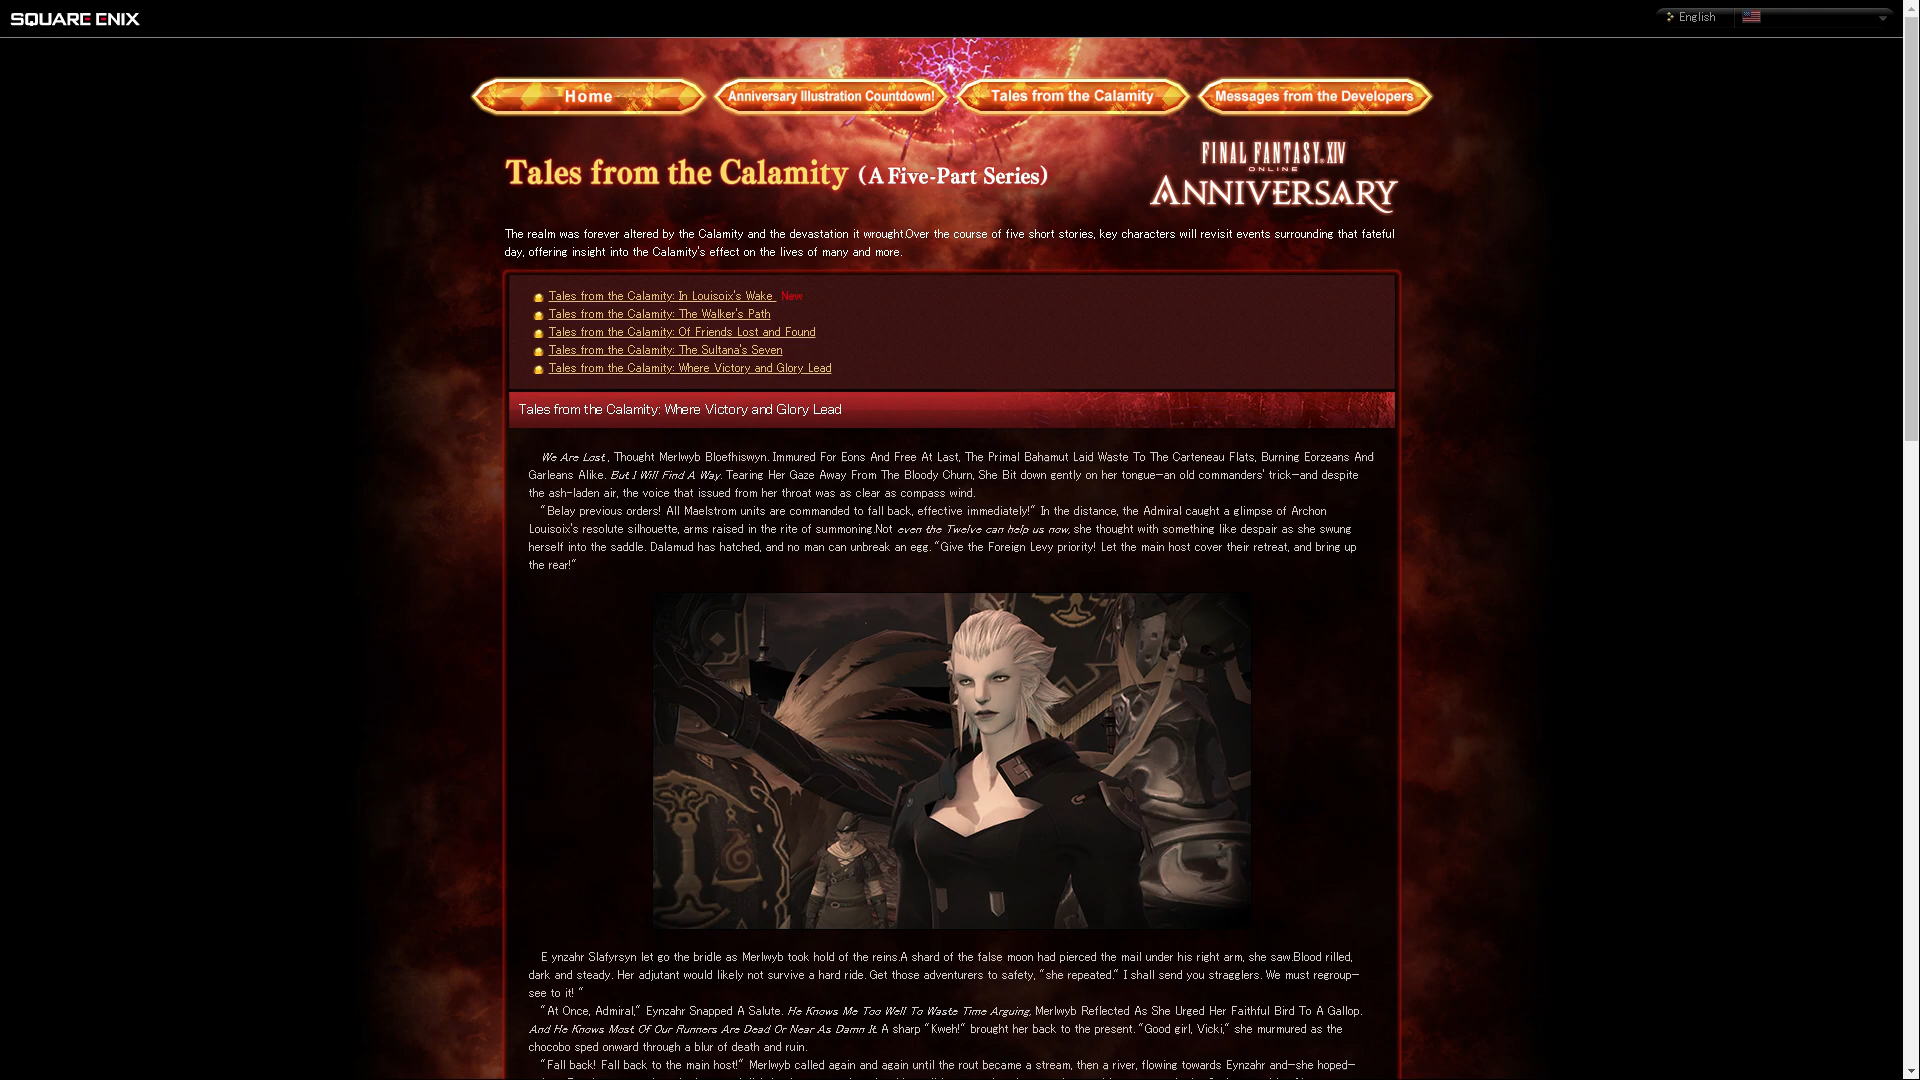 SQUARE ENIX
English
Home
Anniversary Illustration Countdown!
Tales from the Calamity
Messages from the Developers
Tales from the Calamity (A Five-Part Series)
FINAL FANTASY XIV
ONLINE
ANNIVERSARY
The realm was forever altered by the Calamity and the devastation it wrought.Over the course of five short stories, key characters will revisit events surrounding that fateful
day, offering insight into the Calamity's effect on the lives of many and more.
Tales from the Calamity: In Louisoix's Wake New
Tales from the Calamity: The Walker's Path
Tales from the Calamity: Of Friends Lost and Found
Tales from the Calamity: The Sultana's Seven
Tales from the Calamity: Where Victory and Glory Lead
Tales from the Calamity: Where Victory and Glory Lead
We Are Lost, Thought Merlwyb Bloefhiswyn. Immured For Eons And Free At Last, The Primal Bahamut Laid Waste To The Carteneau Flats, Burning Eorzeans And
Garleans Alike. But I Will Find A Way. Tearing Her Gaze Away From The Bloody Churn, She Bit down gently on her tongue—an old commanders' trick—and despite
the ash-laden air, the voice that issued from her throat was as clear as compass wind.
"Belay previous orders! All Maelstrom units are commanded to fall back, effective immediately!" In the distance, the Admiral caught a glimpse of Archon
Louisoix's resolute silhouette, arms raised in the rite of summoning.Not even the Twelve can help us now, she thought with something like despair as she swung
herself into the saddle. Dalamud has hatched, and no man can unbreak an egg. "Give the Foreign Levy priority! Let the main host cover their retreat, and bring up
the rear!"
E ynzahr Slafyrsyn let go the bridle as Merlwyb took hold of the reins.A shard of the false moon had pierced the mail under his right arm, she saw.Blood rilled,
dark and steady. Her adjutant would likely not survive a hard ride. Get those adventurers to safety, "she repeated." I shall send you stragglers. We must regroup—
see to it! "
"At Once, Admiral," Eynzahr Snapped A Salute. He Knows Me Too Well To Waste Time Arguing, Merlwyb Reflected As She Urged Her Faithful Bird To A Gallop.
And He Knows Most Of Our Runners Are Dead Or Near As Damn It. A sharp "Kweh!" brought her back to the present. "Good girl, Vicki," she murmured as the
chocobo sped onward through a blur of death and ruin.
"Fall back! Fall back to the main host!" Merlwyb called again and again until the rout became a stream, then a river, flowing towards Eynzahr and—she hoped—